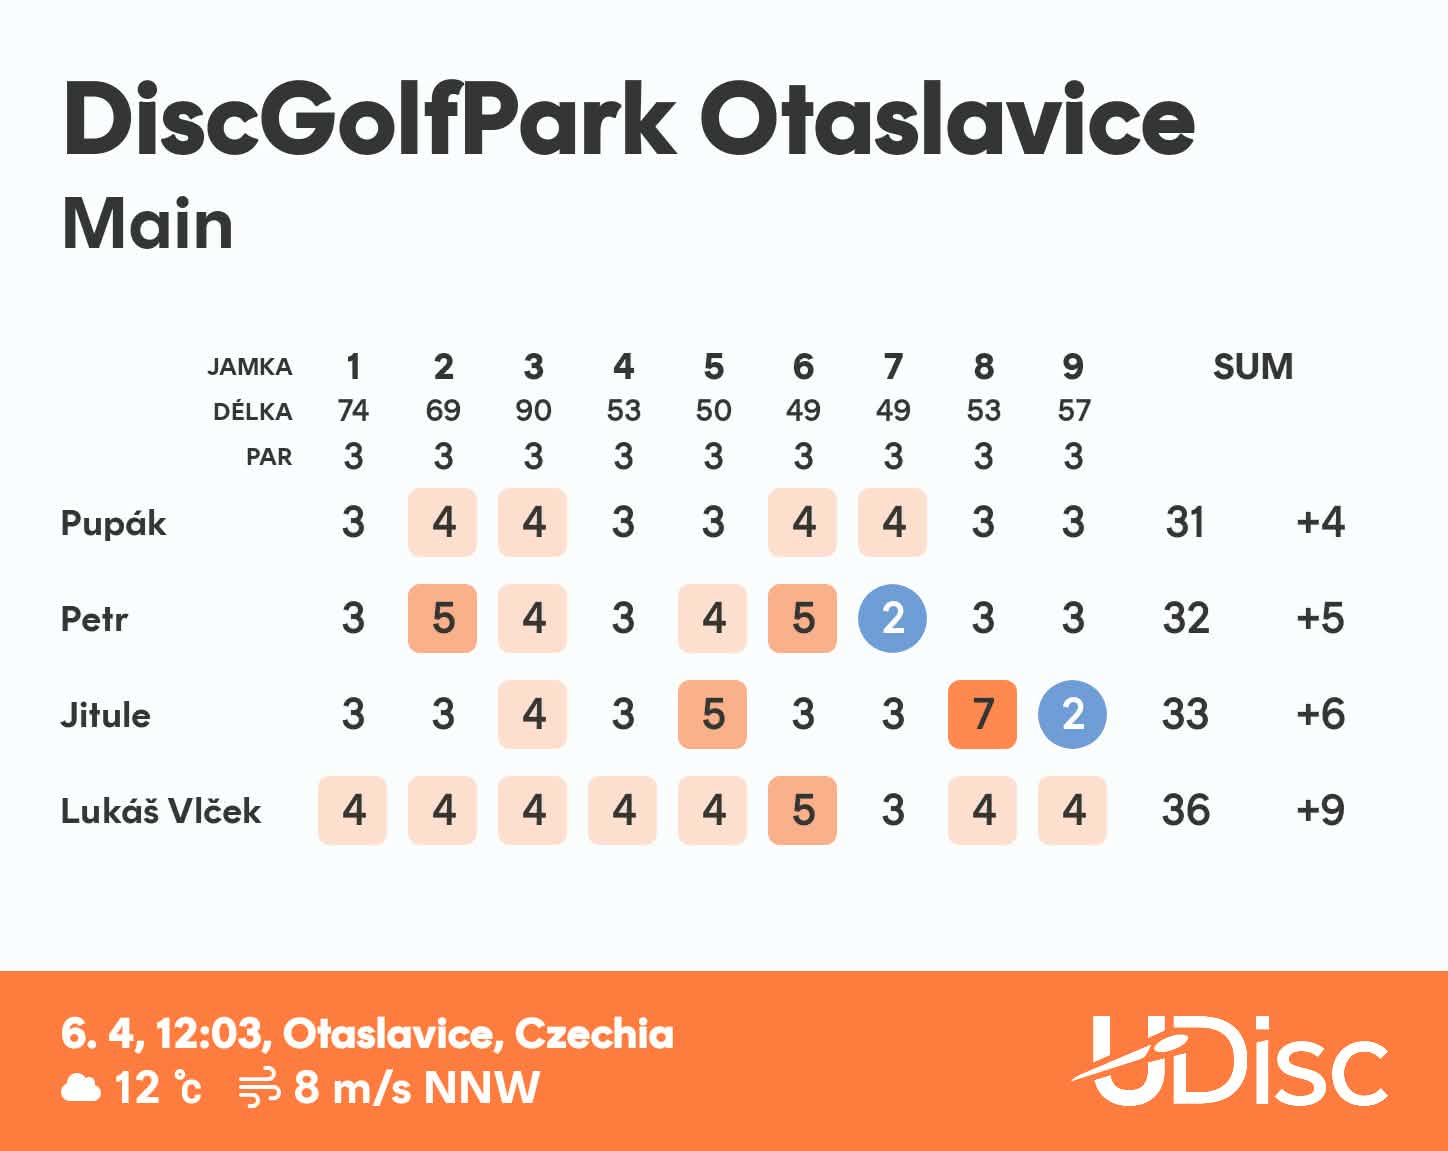 DiscGolfPark Otaslavice
Main
JAMKA 1 2 3 4 5 6 7 8 9 SUM
DÉLKA 74 69 90 53 50 49 49 53 57
PAR 3 3 3 3 3 3 3 3 3
Pupák 3 4 4 3 3 4 4 3 3 31 +4
Petr 3 5 4 3 4 5 2 3 3 32 +5
Jitule 3 3 4 3 5 3 3 7 2 33 +6
Lukáš Vlček 4 4 4 4 4 5 3 4 4 36 +9
6. 4, 12:03, Otaslavice, Czechia
12 °c 8 m/s NNW
UDisc